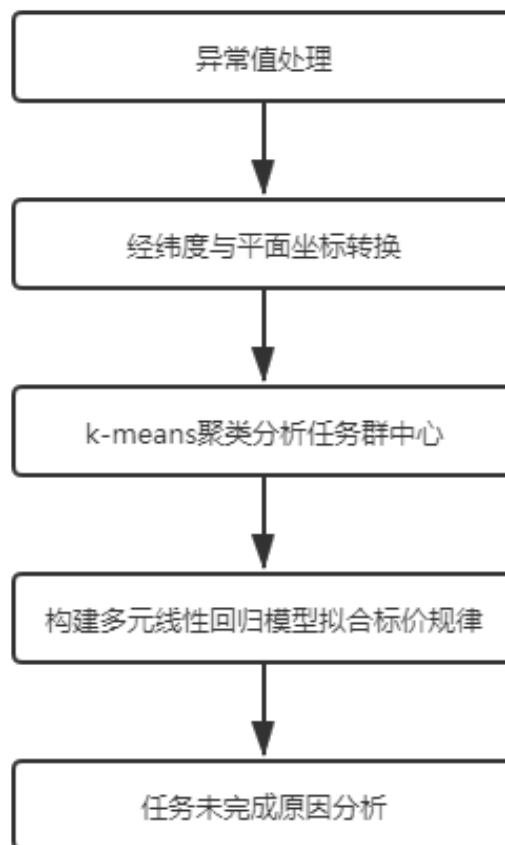 异常值处理
经纬度与平面坐标转换
k-means聚类分析任务群中心
构建多元线性回归模型拟合标价规律
任务未完成原因分析